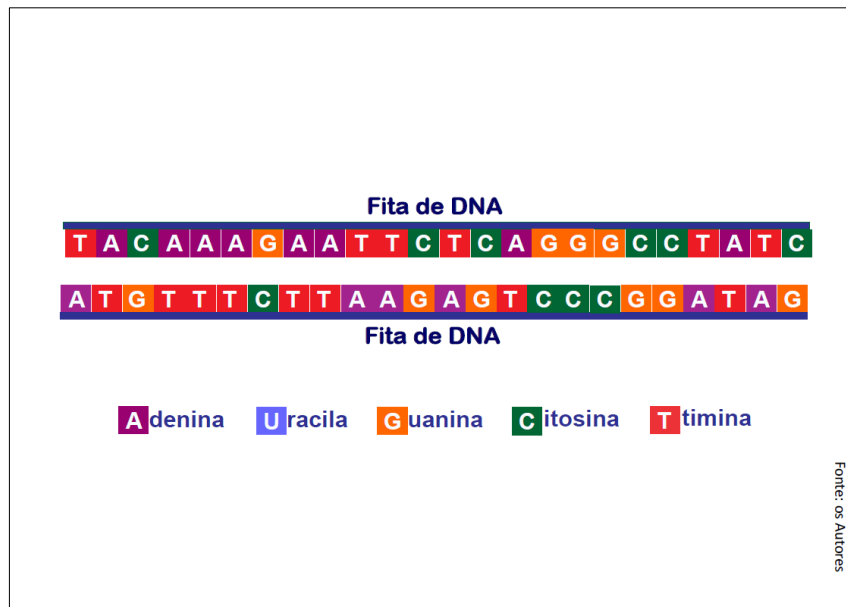 Fita de DNA
T A C A A A G A A T T C T C A G G G C C T A T C
A T G T T T C T T A A G A G T C C C G G A T A G
Fita de DNA
Adenina Uracila Guanina Citosina Ttimina
Fonte: os Autores